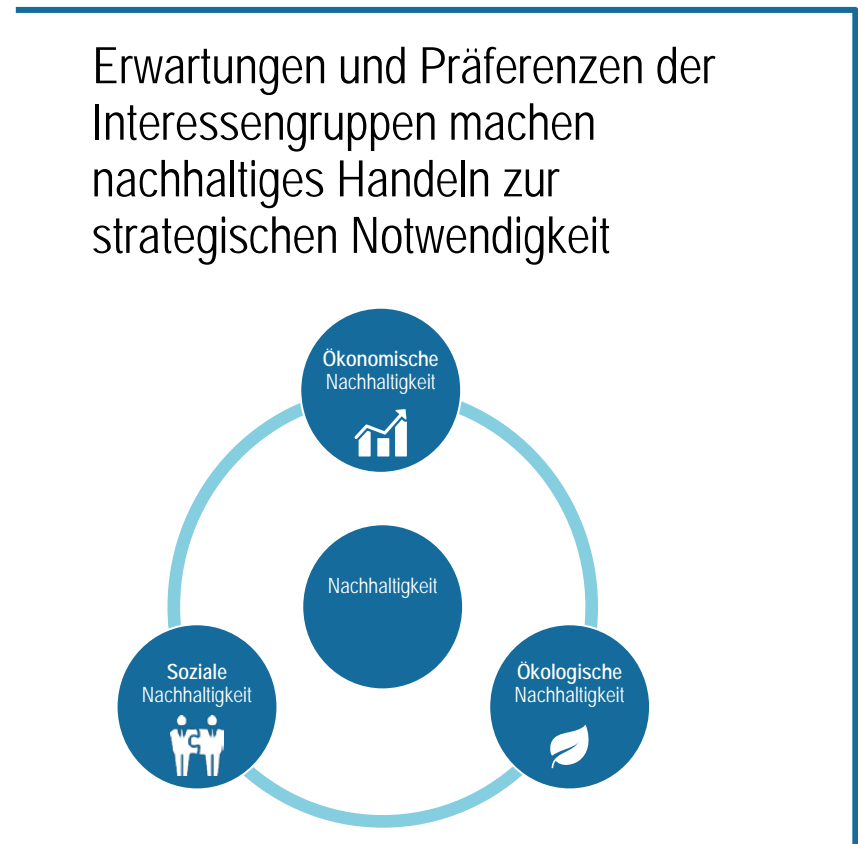 Erwartungen und Präferenzen der
Interessengruppen machen
nachhaltiges Handeln zur
strategischen Notwendigkeit
Ökonomische
Nachhaltigkeit
Nachhaltigkeit
Soziale
Nachhaltigkeit
Ökologische
Nachhaltigkeit